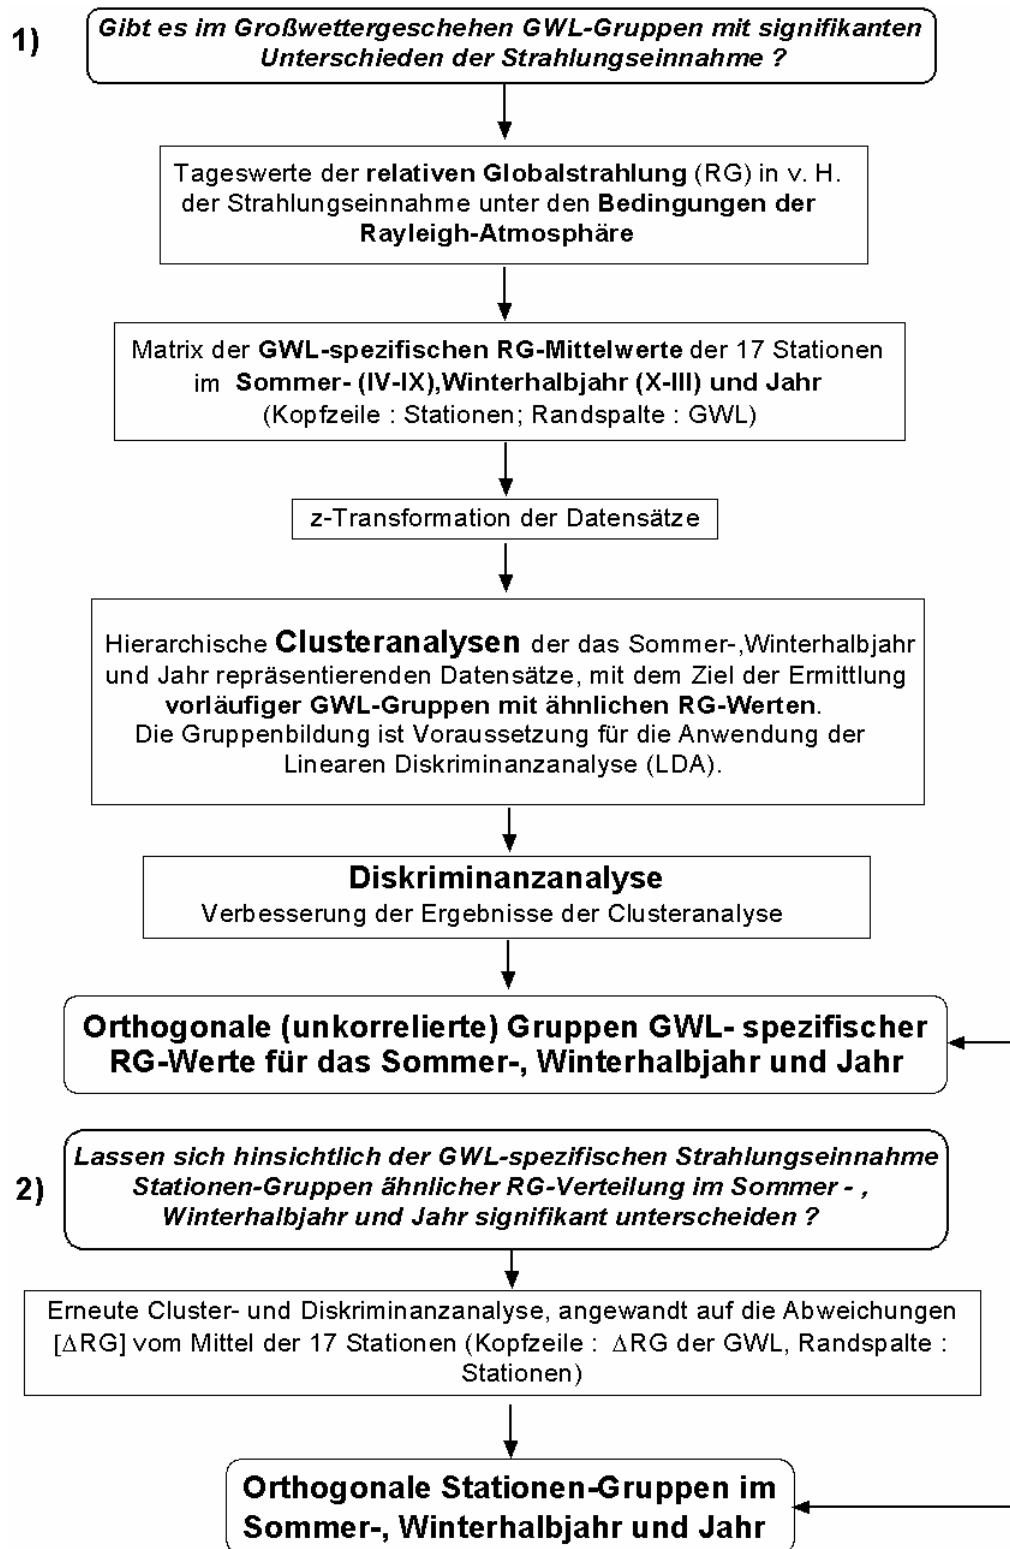 1)
Gibt es im Großwettergeschehen GWL-Gruppen mit signifikanten
Unterschieden der Strahlungseinnahme ?
Tageswerte der relativen Globalstrahlung (RG) in v. H.
der Strahlungseinnahme unter den Bedingungen der
Rayleigh-Atmosphäre
Matrix der GWL-spezifischen RG-Mittelwerte der 17 Stationen
im Sommer- (IV-IX),Winterhalbjahr (X-III) und Jahr
(Kopfzeile : Stationen; Randspalte : GWL)
z-Transformation der Datensätze
Hierarchische Clusteranalysen der das Sommer-,Winterhalbjahr
und Jahr repräsentierenden Datensätze, mit dem Ziel der Ermittlung
vorläufiger GWL-Gruppen mit ähnlichen RG-Werten.
Die Gruppenbildung ist Voraussetzung für die Anwendung der
Linearen Diskriminanzanalyse (LDA).
Diskriminanzanalyse
Verbesserung der Ergebnisse der Clusteranalyse
Orthogonale (unkorrelierte) Gruppen GWL- spezifischer
RG-Werte für das Sommer-, Winterhalbjahr und Jahr
2)
Lassen sich hinsichtlich der GWL-spezifischen Strahlungseinnahme
Stationen-Gruppen ähnlicher RG-Verteilung im Sommer - ,
Winterhalbjahr und Jahr signifikant unterscheiden ?
Erneute Cluster- und Diskriminanzanalyse, angewandt auf die Abweichungen
[ΔRG] vom Mittel der 17 Stationen (Kopfzeile : ΔRG der GWL, Randspalte :
Stationen)
Orthogonale Stationen-Gruppen im
Sommer-, Winterhalbjahr und Jahr